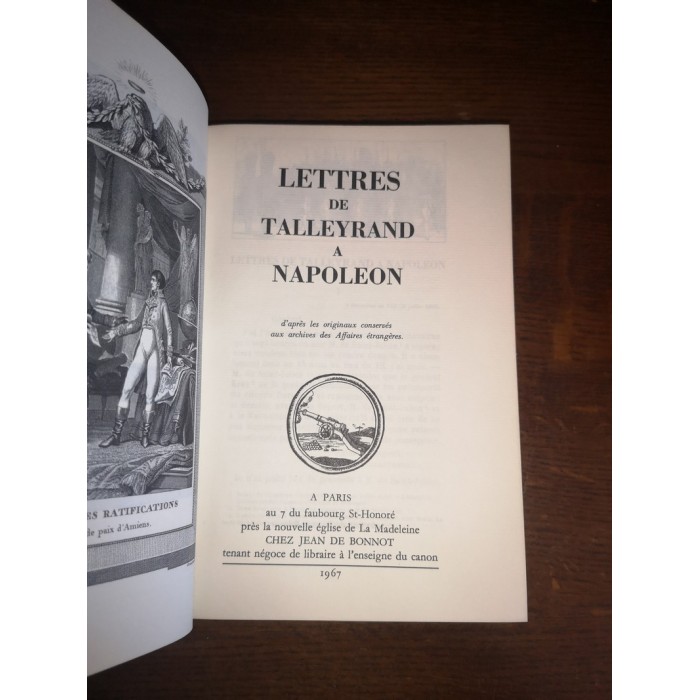 ES RATIFICATIONS
de paix d'Amiens.
LETTRES
DE
TALLEYRAND
A
NAPOLEON
d'après les originaux conservés
aux archives des Affaires étrangères.
A PARIS
au 7 du faubourg St-Honoré
près la nouvelle église de La Madeleine
CHEZ JEAN DE BONNOT
tenant négoce de libraire à l'enseigne du canon
1967